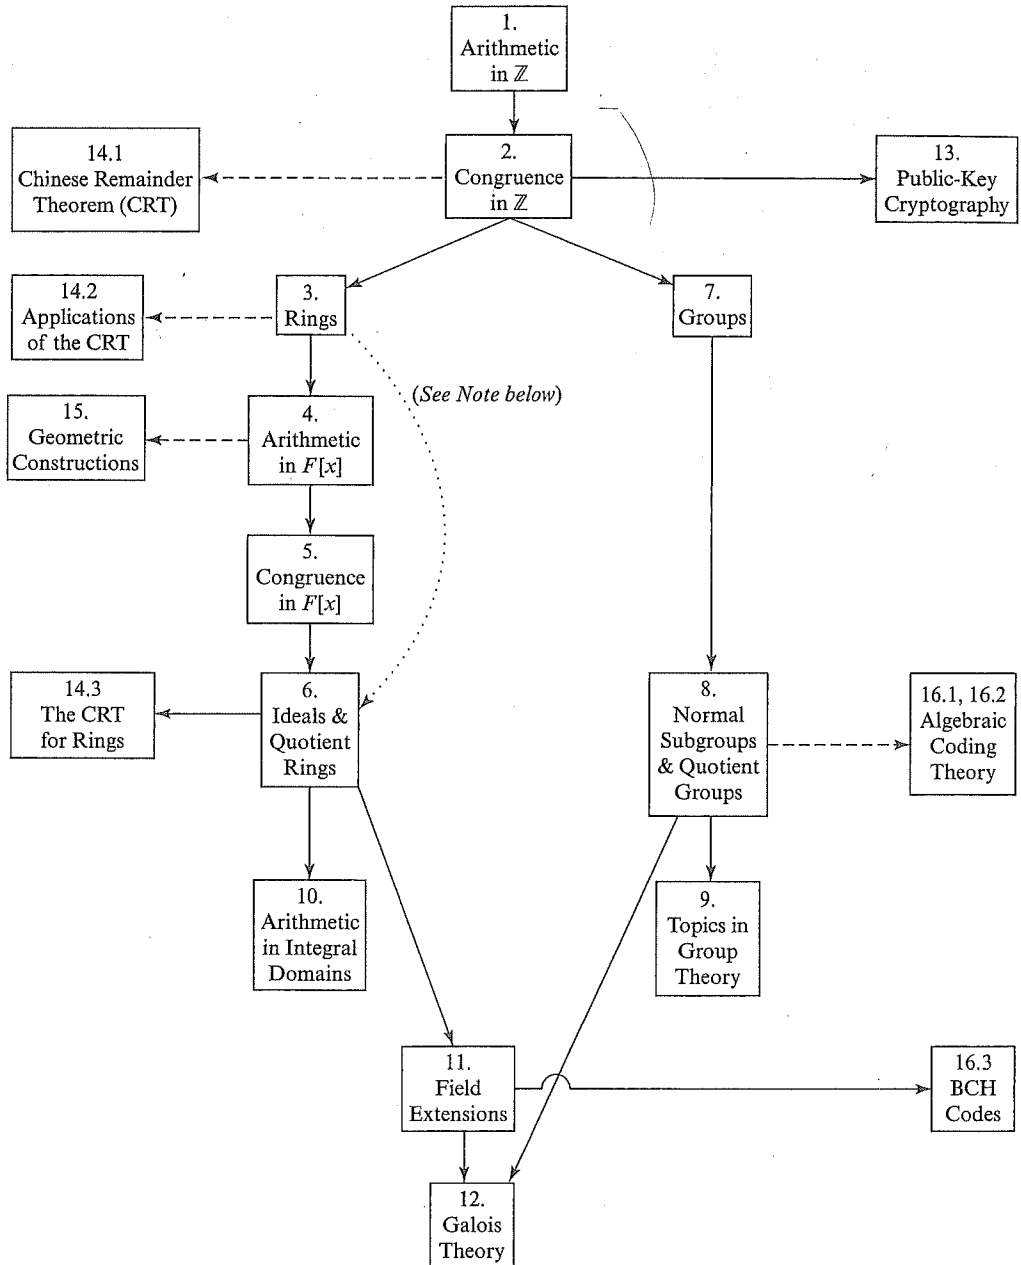 1.
Arithmetic
in ℤ
14.1
Chinese Remainder
Theorem (CRT)
2.
Congruence
in ℤ
13.
Public-Key
Cryptography
14.2
Applications
of the CRT
3.
Rings
7.
Groups
(See Note below)
15.
Geometric
Constructions
4.
Arithmetic
in F[x]
5.
Congruence
in F[x]
14.3
The CRT
for Rings
6.
Ideals &
Quotient
Rings
8.
Normal
Subgroups
& Quotient
Groups
16.1, 16.2
Algebraic
Coding
Theory
10.
Arithmetic
in Integral
Domains
9.
Topics in
Group
Theory
11.
Field
Extensions
16.3
BCH
Codes
12.
Galois
Theory